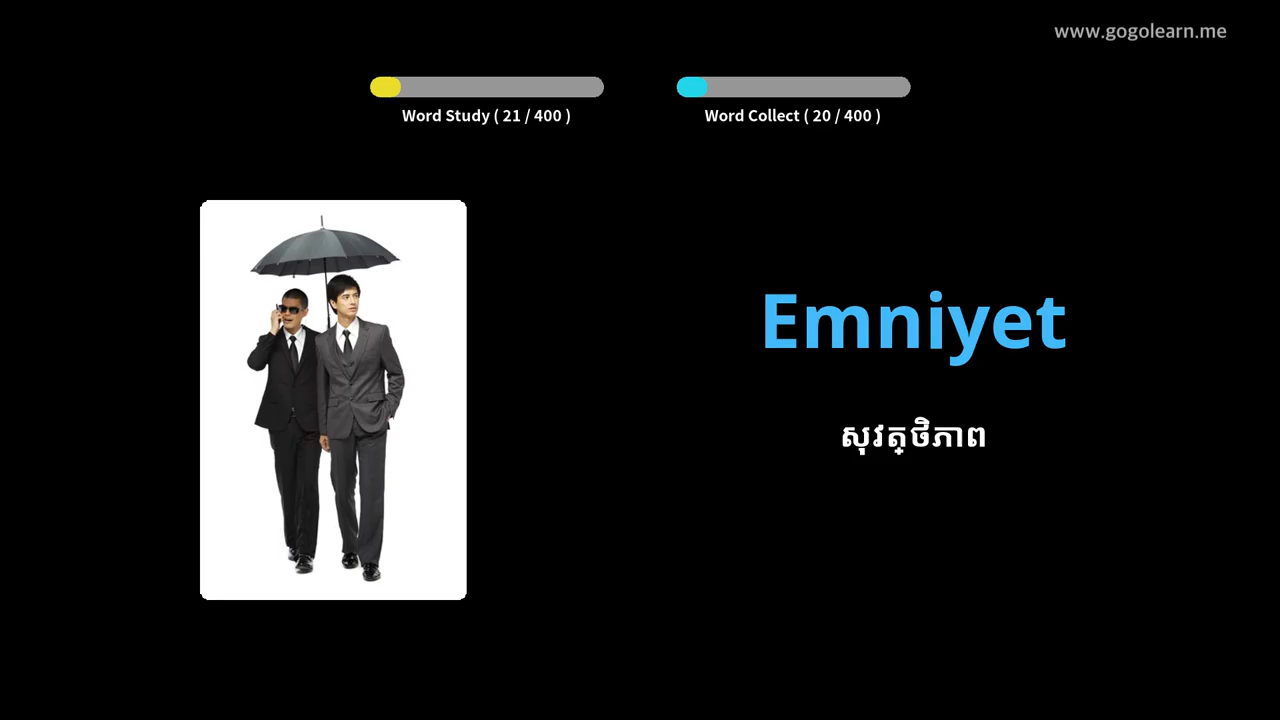 www.gogolearn.me
Word Study ( 21 / 400 )
Word Collect ( 20 / 400 )
Emniyet
សុវត្ថិភាព